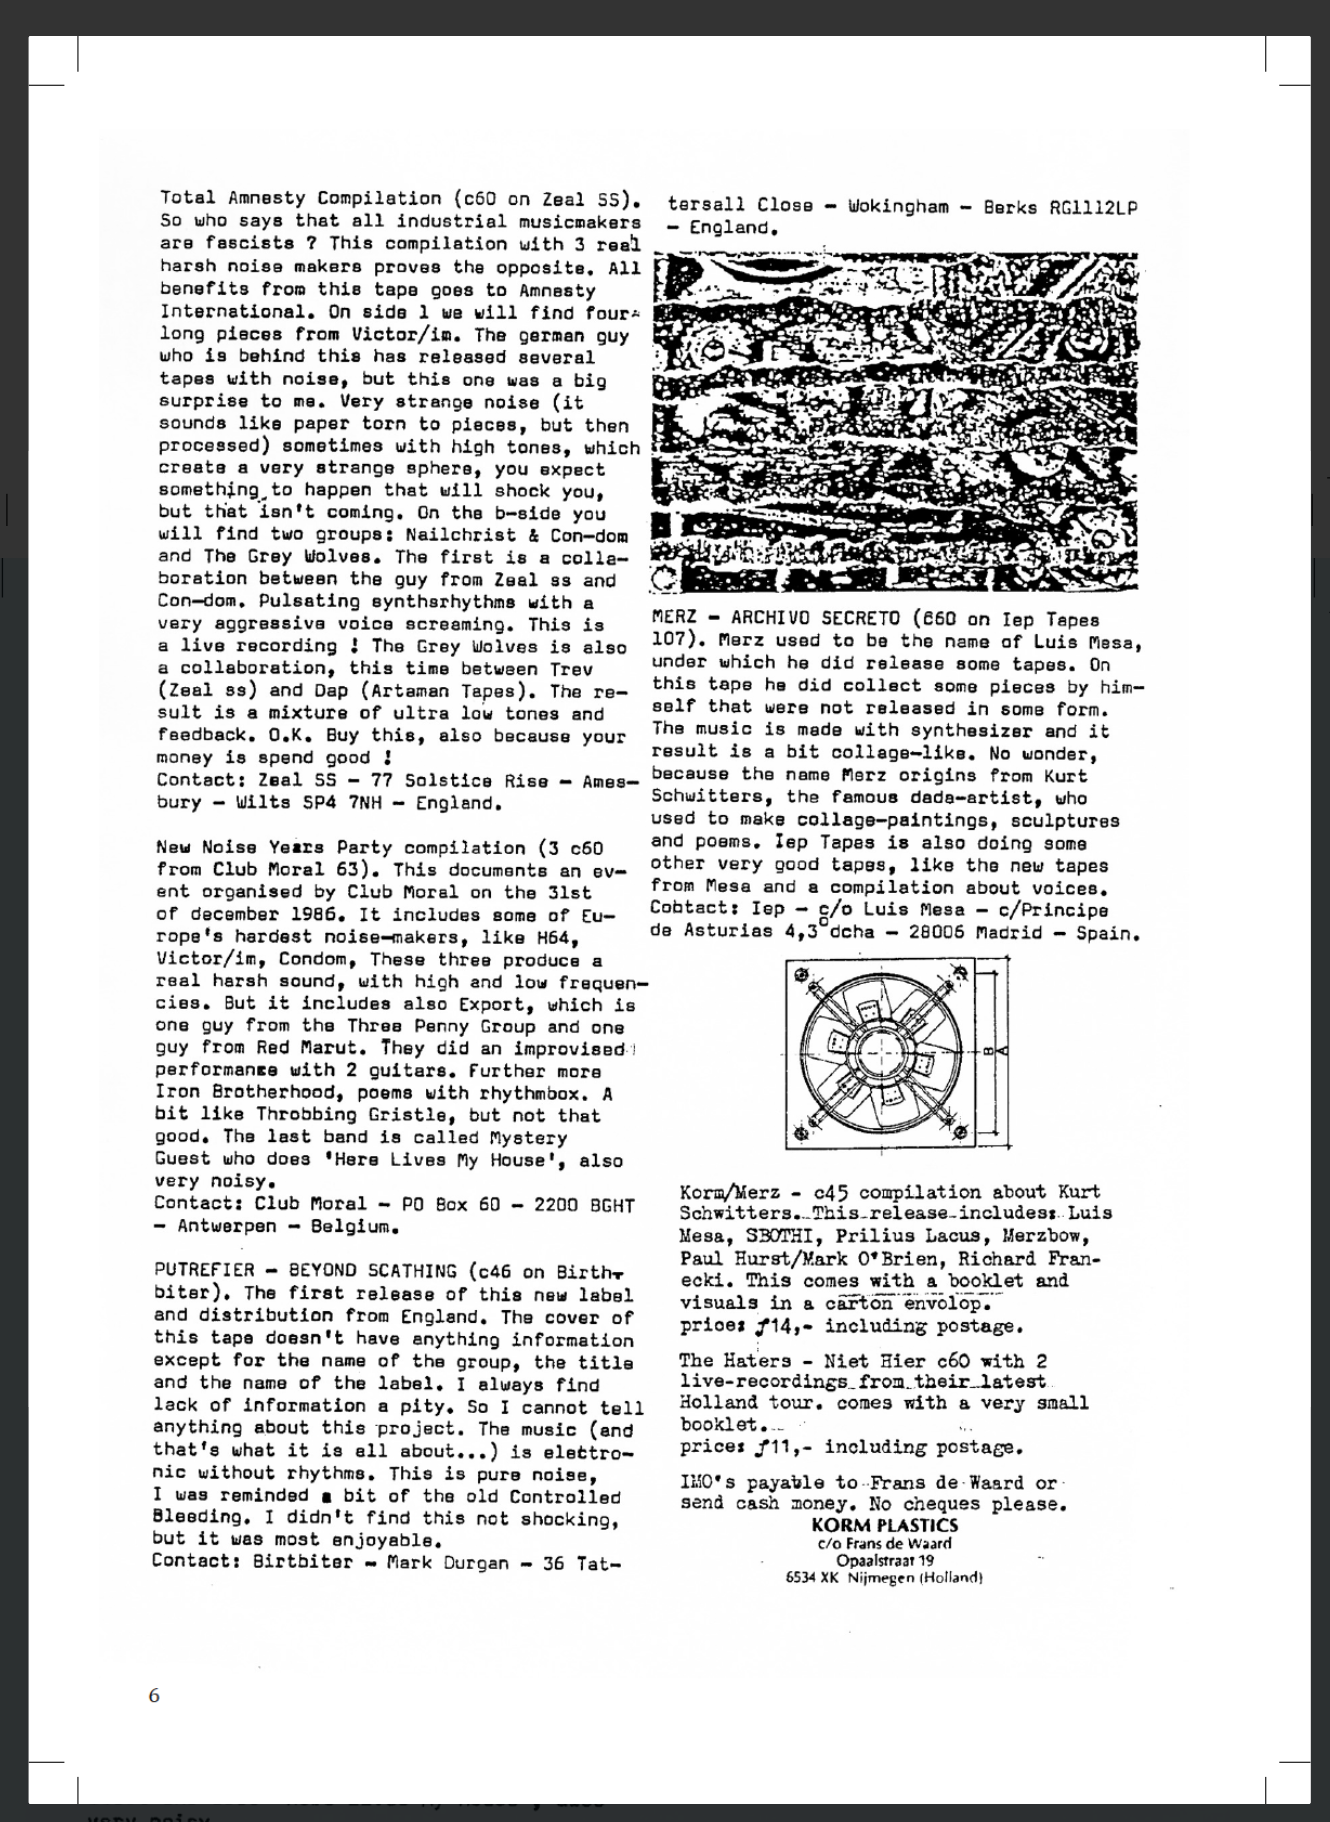 Total Amnesty Compilation (c60 on Zeal SS).
So who says that all industrial musicmakers
are fascists ? This compilation with 3 real
harsh noise makers proves the opposite. All
benefits from this tape goes to Amnesty
International. On side 1 we will find four
long pieces from Victor/im. The german guy
who is behind this has released several
tapes with noise, but this one was a big
surprise to me. Very strange noise (it
sounds like paper torn to pieces, but then
processed) sometimes with high tones, which
create a very strange sphere, you expect
something to happen that will shock you,
but that isn't coming. On the b-side you
will find two groups: Nailchrist & Con-dom
and The Grey Wolves. The first is a colla-
boration between the guy from Zeal ss and
Con-dom. Pulsating synthsrhythms with a
very aggressive voice screaming. This is
a live recording ! The Grey Wolves is also
a collaboration, this time between Trev
(Zeal ss) and Dap (Artaman Tapes). The re-
sult is a mixture of ultra low tones and
feedback. O.K. Buy this, also because your
money is spend good !
Contact: Zeal SS - 77 Solstice Rise - Ames-
bury - Wilts SP4 7NH - England.
New Noise Years Party compilation (3 c60
from Club Moral 63). This documents an ev-
ent organised by Club Moral on the 31st
of december 1986. It includes some of Eu-
rope's hardest noise-makers, like H64,
Victor/im, Condom, These three produce a
real harsh sound, with high and low frequen-
cies. But it includes also Export, which is
one guy from the Three Penny Group and one
guy from Red Marut. They did an improvised
performance with 2 guitars. Further more
Iron Brotherhood, poems with rhythmbox. A
bit like Throbbing Gristle, but not that
good. The last band is called Mystery
Guest who does 'Here Lives My House', also
very noisy.
Contact: Club Moral - PO Box 60 - 2200 BGHT
- Antwerpen - Belgium.
PUTREFIER - BEYOND SCATHING (c46 on Birth-
biter). The first release of this new label
and distribution from England. The cover of
this tape doesn't have anything information
except for the name of the group, the title
and the name of the label. I always find
lack of information a pity. So I cannot tell
anything about this project. The music (and
that's what it is all about...) is electro-
nic without rhythms. This is pure noise,
I was reminded a bit of the old Controlled
Bleeding. I didn't find this not shocking,
but it was most enjoyable.
Contact: Birtbiter - Mark Durgan - 36 Tat-
tersall Close - Wokingham - Berks RG1112LP
- England.
MERZ - ARCHIVO SECRETO (660 on Iep Tapes
107). Merz used to be the name of Luis Mesa,
under which he did release some tapes. On
this tape he did collect some pieces by him-
self that were not released in some form.
The music is made with synthesizer and it
result is a bit collage-like. No wonder,
because the name Merz origins from Kurt
Schwitters, the famous dada-artist, who
used to make collage-paintings, sculptures
and poems. Iep Tapes is also doing some
other very good tapes, like the new tapes
from Mesa and a compilation about voices.
Cobtact: Iep - c/o Luis Mesa - c/Principe
de Asturias 4,3º dcha - 28006 Madrid - Spain.
B A
Korm/Merz - c45 compilation about Kurt
Schwitters. This release includes: Luis
Mesa, SBOTHI, Prilius Lacus, Merzbow,
Paul Hurst/Mark O'Brien, Richard Fran-
ecki. This comes with a booklet and
visuals in a carton envolop.
price: ƒ14,- including postage.
The Haters - Niet Hier c60 with 2
live-recordings from their latest
Holland tour. comes with a very small
booklet.
price: ƒ11,- including postage.
IMO's payable to Frans de Waard or
send cash money. No cheques please.
KORM PLASTICS
c/o Frans de Waard
Opaalstraat 19
6534 XK Nijmegen (Holland)
6